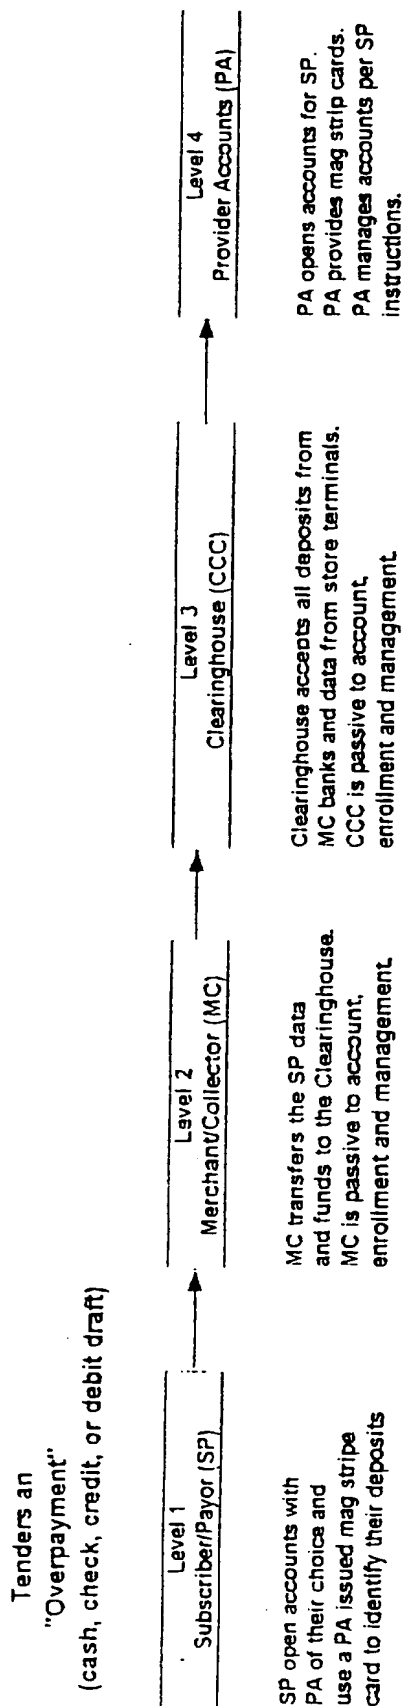 Tenders an
"Overpayment"
(cash, check, credit, or debit draft)
Level 1
Subscriber/Payor (SP)
SP open accounts with
PA of their choice and
use a PA issued mag stripe
card to identify their deposits
Level 2
Merchant/Collector (MC)
MC transfers the SP data
and funds to the Clearinghouse.
MC is passive to account,
enrollment and management.
Level 3
Clearinghouse (CCC)
Clearinghouse accepts all deposits from
MC banks and data from store terminals.
CCC is passive to account,
enrollment and management.
Level 4
Provider Accounts (PA)
PA opens accounts for SP.
PA provides mag strip cards.
PA manages accounts per SP
instructions.